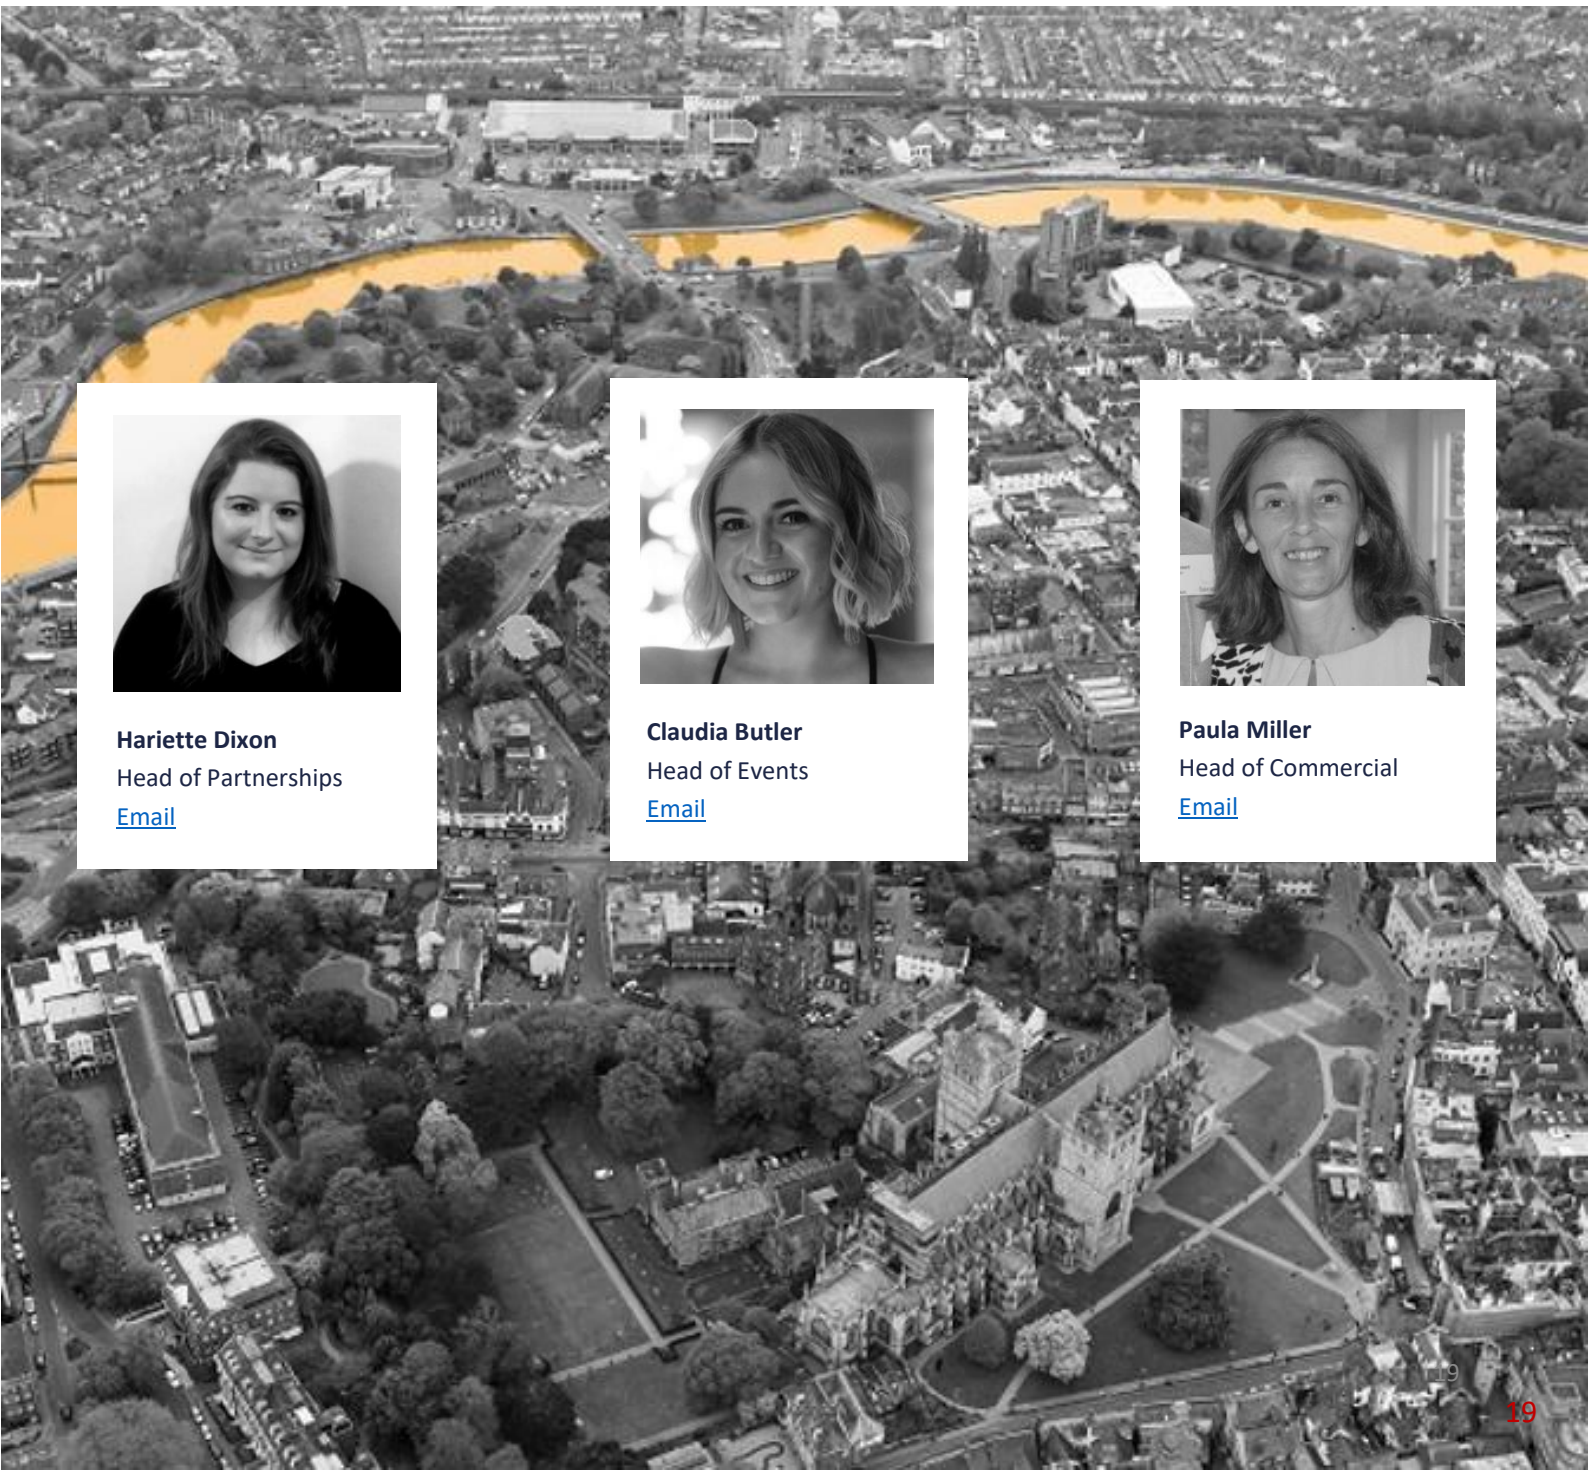 Hariette Dixon
Head of Partnerships
Email
Claudia Butler
Head of Events
Email
Paula Miller
Head of Commercial
Email
19
19